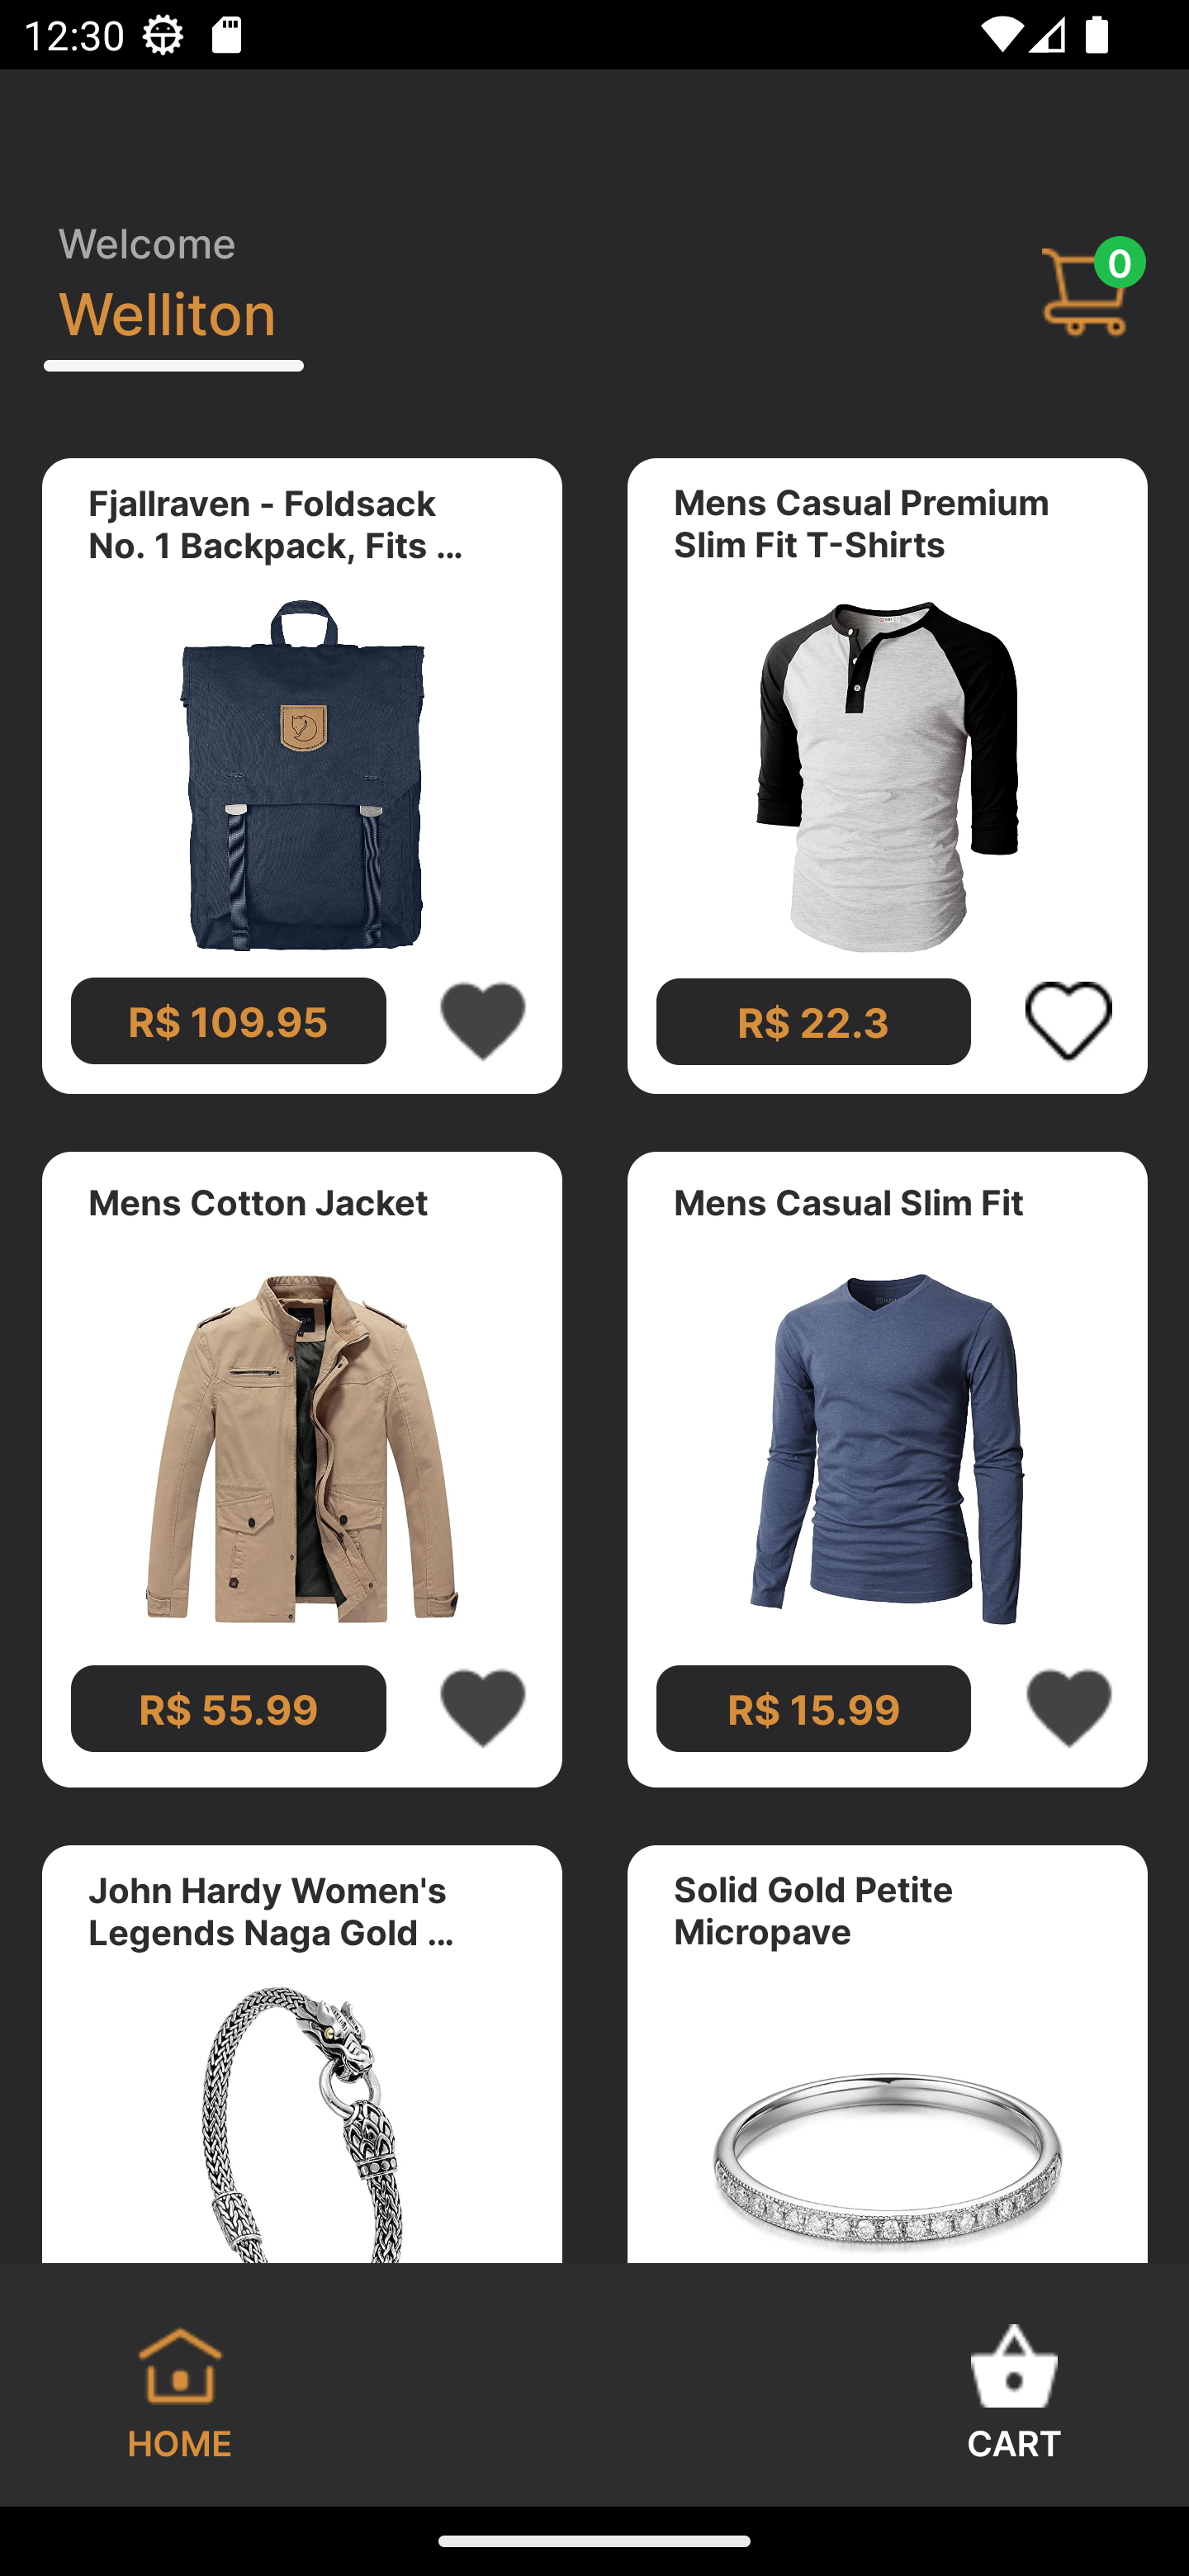 12:30
Welcome
Welliton
0
Fjallraven - Foldsack
No. 1 Backpack, Fits ...
Mens Casual Premium
Slim Fit T-Shirts
R$ 109.95
R$ 22.3
Mens Cotton Jacket
Mens Casual Slim Fit
R$ 55.99
R$ 15.99
John Hardy Women's
Legends Naga Gold ...
Solid Gold Petite
Micropave
HOME
CART